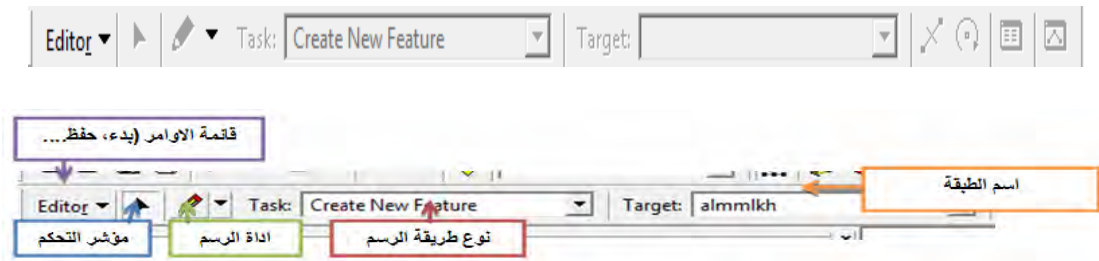 Editor Task: Create New Feature Target:
قائمة الاوامر (بدء، حفظ....
اسم الطبقة
Editor Task: Create New Feature Target: almmlkh
مؤشر التحكم اداة الرسم نوع طريقة الرسم